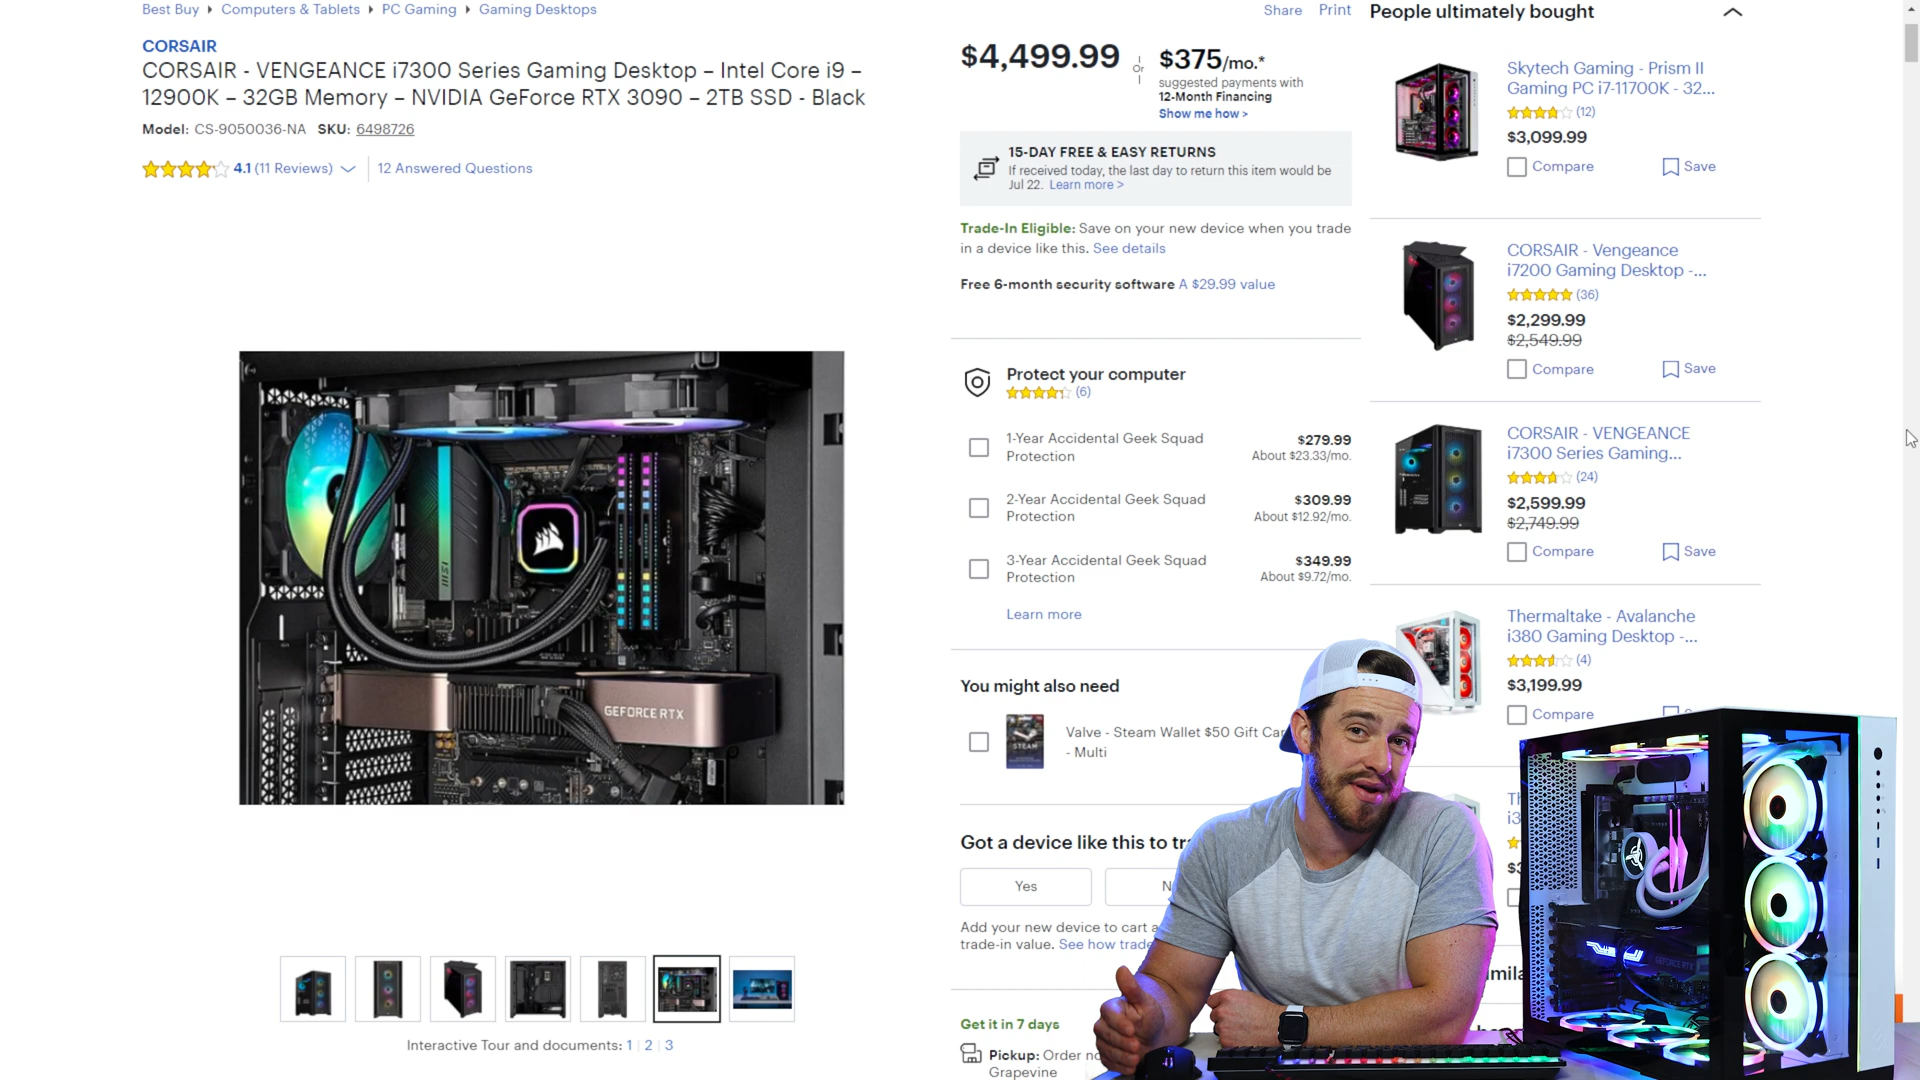 Best Buy
Computers & Tablets
PC Gaming
Gaming Desktops
CORSAIR
CORSAIR - VENGEANCE i7300 Series Gaming Desktop – Intel Core i9 –
12900K – 32GB Memory – NVIDIA GeForce RTX 3090 – 2TB SSD - Black
Model: CS-9050036-NA SKU: 6498726
4.1 (11 Reviews)
12 Answered Questions
msi
GEFORCE RTX
Interactive Tour and documents: 1 | 2 | 3
Share Print
$4,499.99
Or
$375/mo.*
suggested payments with
12-Month Financing
Show me how >
15-DAY FREE & EASY RETURNS
If received today, the last day to return this item would be
Jul 22. Learn more >
Trade-In Eligible: Save on your new device when you trade
in a device like this. See details
Free 6-month security software A $29.99 value
Protect your computer
(6)
1-Year Accidental Geek Squad
Protection
$279.99
About $23.33/mo.
2-Year Accidental Geek Squad
Protection
$309.99
About $12.92/mo.
3-Year Accidental Geek Squad
Protection
$349.99
About $9.72/mo.
Learn more
You might also need
STEAM
Valve - Steam Wallet $50 Gift Car
- Multi
Got a device like this to tr
Yes
N
Add your new device to cart a
trade-in value. See how trade
Get it in 7 days
Pickup: Order
Grapevine
People ultimately bought
Skytech Gaming - Prism II
Gaming PC i7-11700K - 32...
(12)
$3,099.99
Compare
Save
CORSAIR - Vengeance
i7200 Gaming Desktop -...
(36)
$2,299.99
$2,549.99
Compare
Save
CORSAIR - VENGEANCE
i7300 Series Gaming...
(24)
$2,599.99
$2,749.99
Compare
Save
Thermaltake - Avalanche
i380 Gaming Desktop -...
(4)
$3,199.99
Compare
GEFORCE RTX